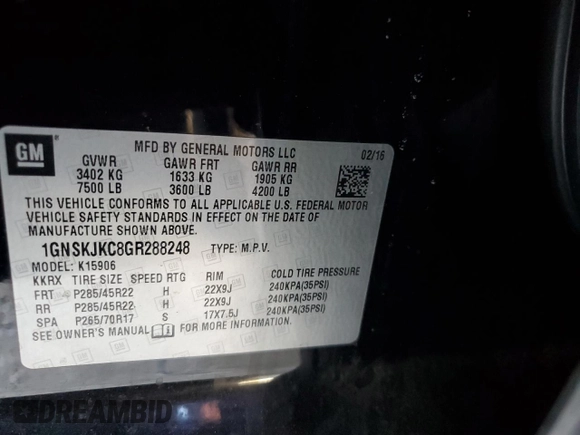 GM
MFD BY GENERAL MOTORS LLC
02/16
GVWR GAWR FRT GAWR RR
3402 KG 1633 KG 1905 KG
7500 LB 3600 LB 4200 LB
THIS VEHICLE CONFORMS TO ALL APPLICABLE U.S. FEDERAL MOTOR
VEHICLE SAFETY STANDARDS IN EFFECT ON THE DATE OF
MANUFACTURE SHOWN ABOVE.
1GNSKJKC8GR288248 TYPE: M.P.V.
MODEL: K15906
KKRX TIRE SIZE SPEED RTG RIM COLD TIRE PRESSURE
FRT P285/45R22 H 22X9J 240KPA(35PSI)
RR P285/45R22 H 22X9J 240KPA(35PSI)
SPA P265/70R17 S 17X7.5J 240KPA(35PSI)
SEE OWNER'S MANUAL FOR MORE INFORMATION.
DREAMBID